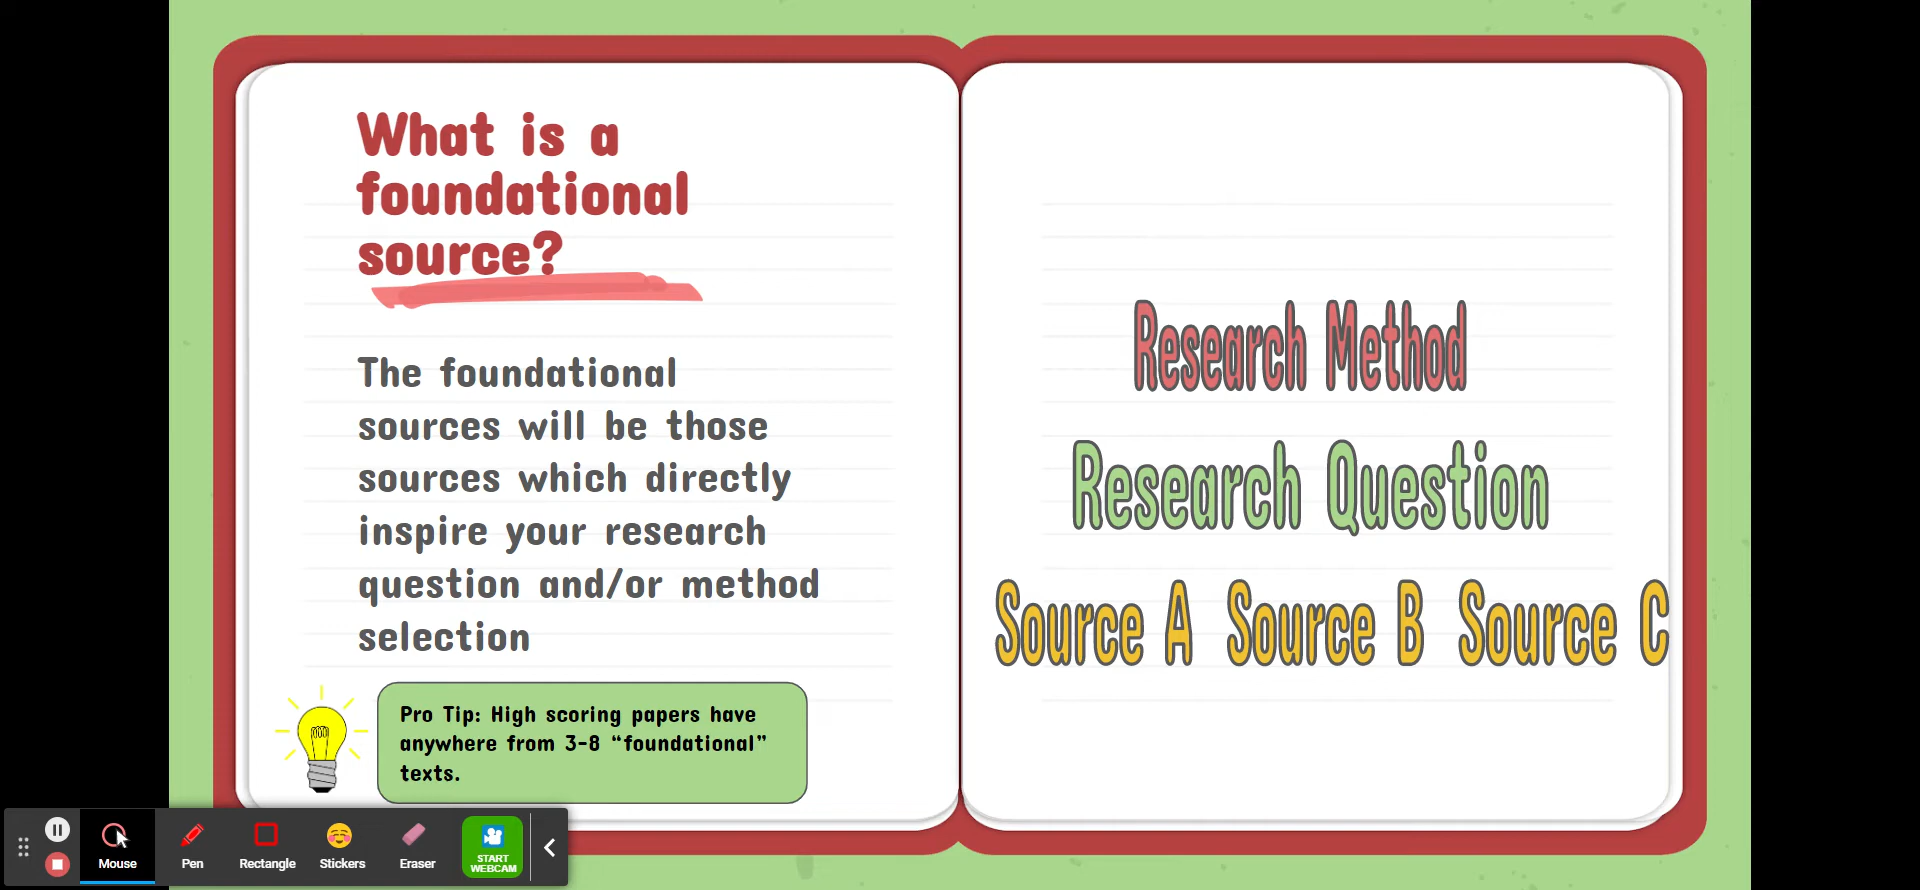 What is a
foundational
source?
The foundational
sources will be those
sources which directly
inspire your research
question and/or method
selection
Pro Tip: High scoring papers have
anywhere from 3-8 “foundational”
texts.
Research Method
Research Question
Source A Source B Source C
Mouse
Pen
Rectangle
Stickers
Eraser
START
WEBCAM